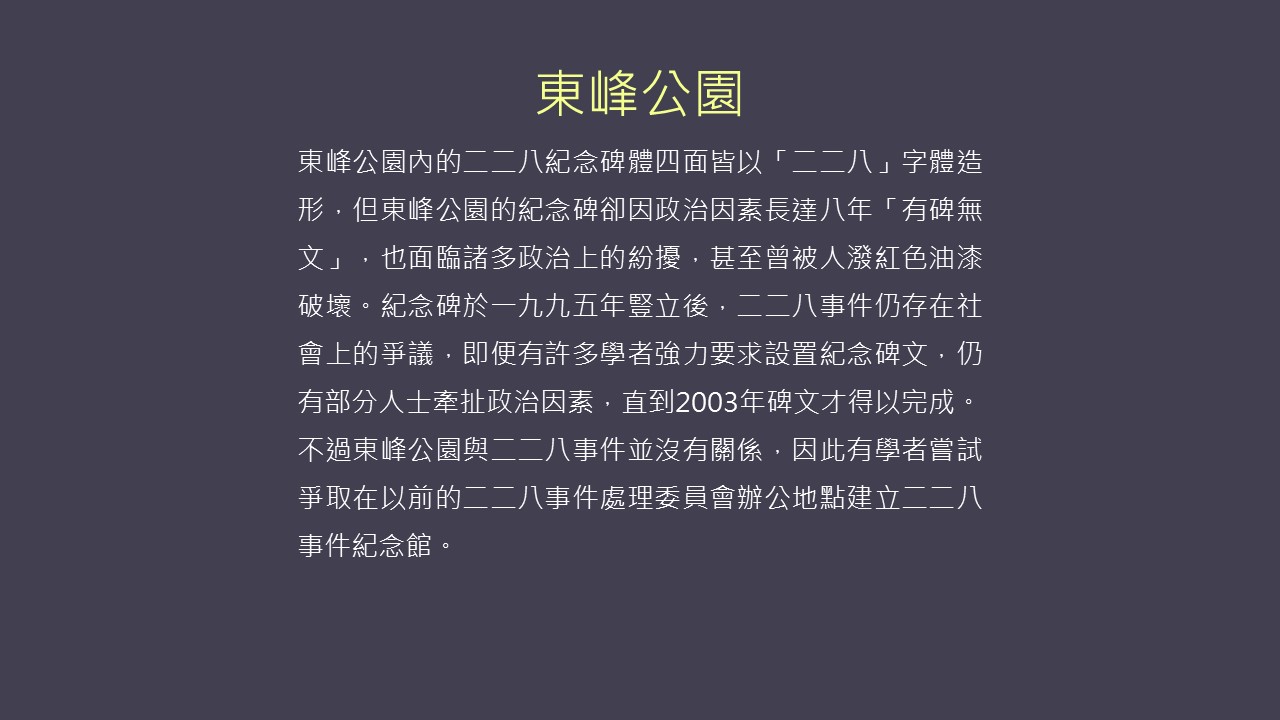 東峰公園
東峰公園內的二二八紀念碑體四面皆以「二二八」字體造
形，但東峰公園的紀念碑卻因政治因素長達八年「有碑無
文」，也面臨諸多政治上的紛擾，甚至曾被人潑紅色油漆
破壞。紀念碑於一九九五年豎立後，二二八事件仍存在社
會上的爭議，即便有許多學者強力要求設置紀念碑文，仍
有部分人士牽扯政治因素，直到2003年碑文才得以完成。
不過東峰公園與二二八事件並沒有關係，因此有學者嘗試
爭取在以前的二二八事件處理委員會辦公地點建立二二八
事件紀念館。